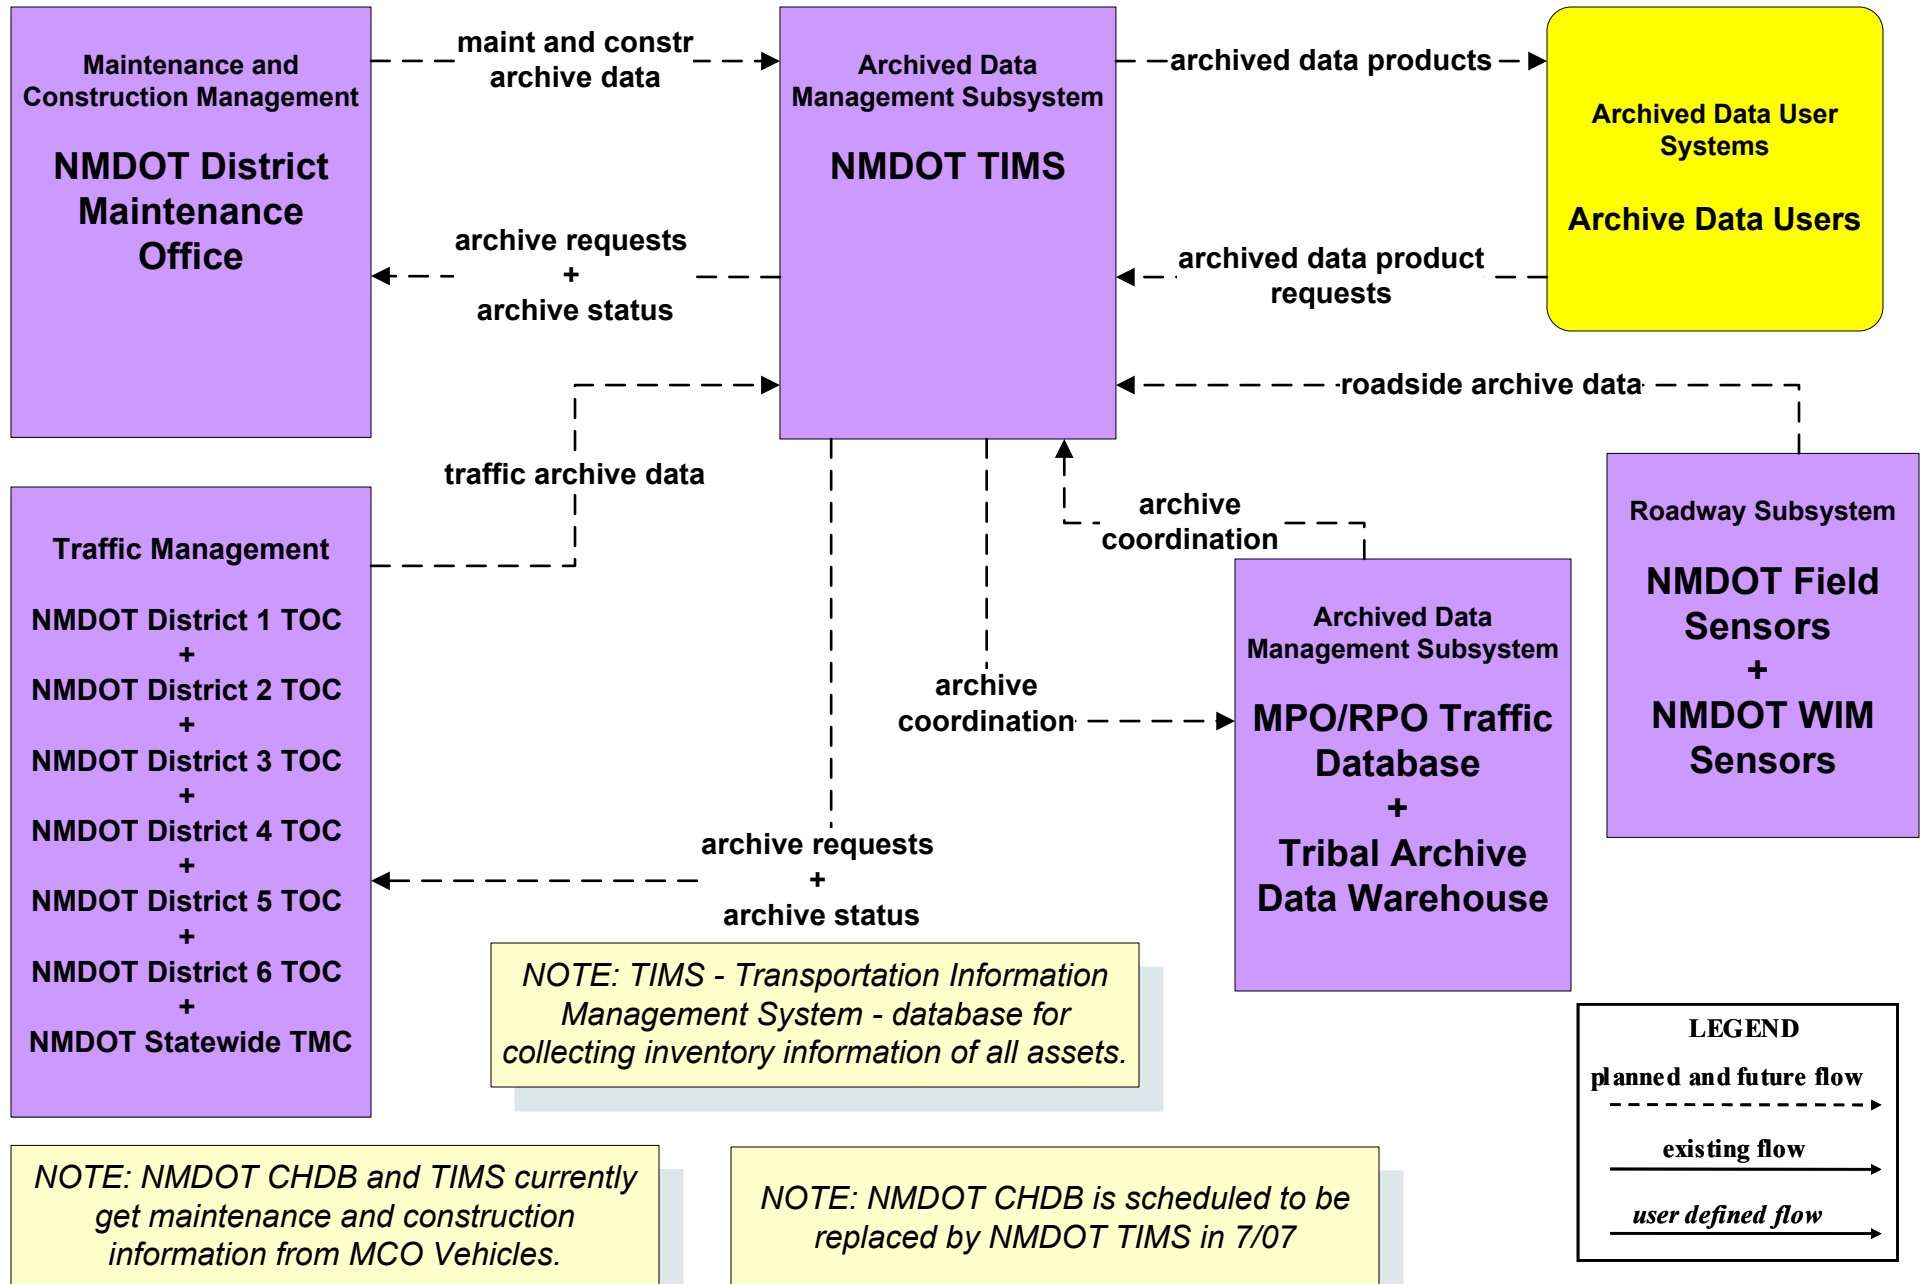 Maintenance and
Construction Management
NMDOT District
Maintenance
Office
maint and constr
archive data
archive requests
+
archive status
Archived Data
Management Subsystem
NMDOT TIMS
archived data products
archived data product
requests
Archived Data User
Systems
Archive Data Users
roadside archive data
traffic archive data
Traffic Management
NMDOT District 1 TOC
+
NMDOT District 2 TOC
+
NMDOT District 3 TOC
+
NMDOT District 4 TOC
+
NMDOT District 5 TOC
+
NMDOT District 6 TOC
+
NMDOT Statewide TMC
archive requests
+
archive status
archive
coordination
archive
coordination
Archived Data
Management Subsystem
MPO/RPO Traffic
Database
+
Tribal Archive
Data Warehouse
Roadway Subsystem
NMDOT Field
Sensors
+
NMDOT WIM
Sensors
NOTE: TIMS - Transportation Information
Management System - database for
collecting inventory information of all assets.
NOTE: NMDOT CHDB and TIMS currently
get maintenance and construction
information from MCO Vehicles.
NOTE: NMDOT CHDB is scheduled to be
replaced by NMDOT TIMS in 7/07
LEGEND
planned and future flow
existing flow
user defined flow